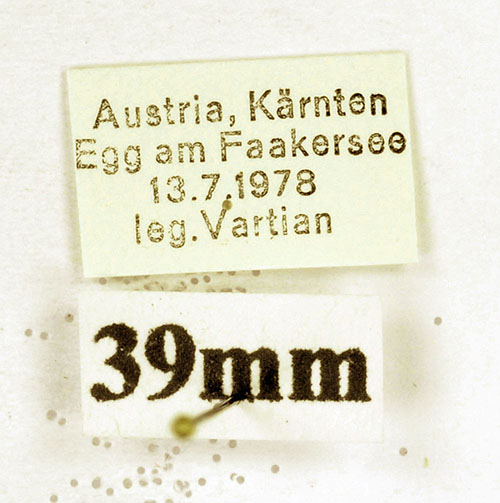 Austria, Kärnten
Egg am Faakersee
13.7.1978
leg.Vartian
39mm